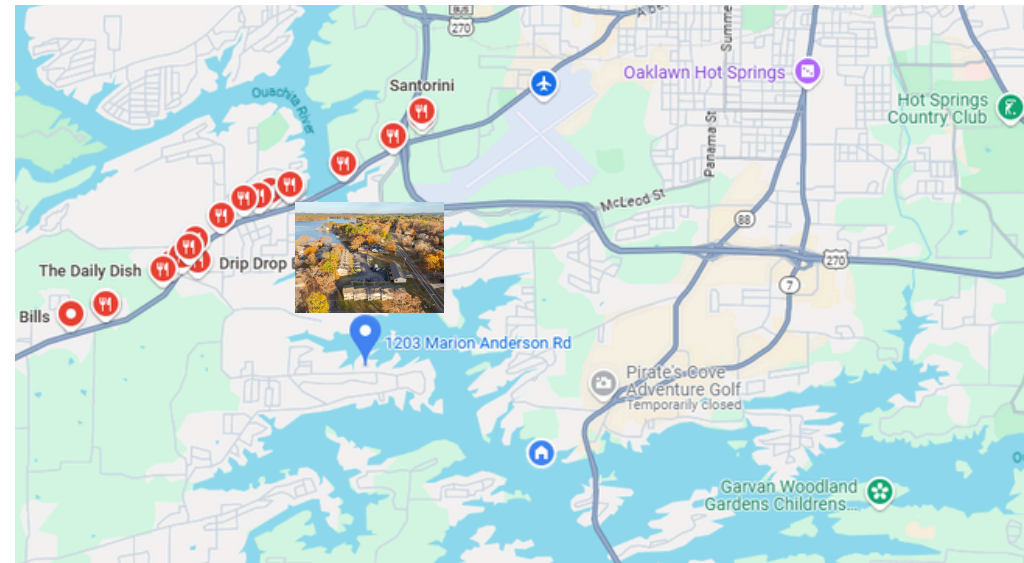 BUS
270
Summe
Santorini
Ouachita
River
Oaklawn Hot Springs
Hot Springs
Country Club
Panama St
McLeod St
88
270
7
The Daily Dish
Drip Drop
Bills
1203 Marion Anderson Rd
Pirate's Cove
Adventure Golf
Temporarily closed
Garvan Woodland
Gardens Childrens...